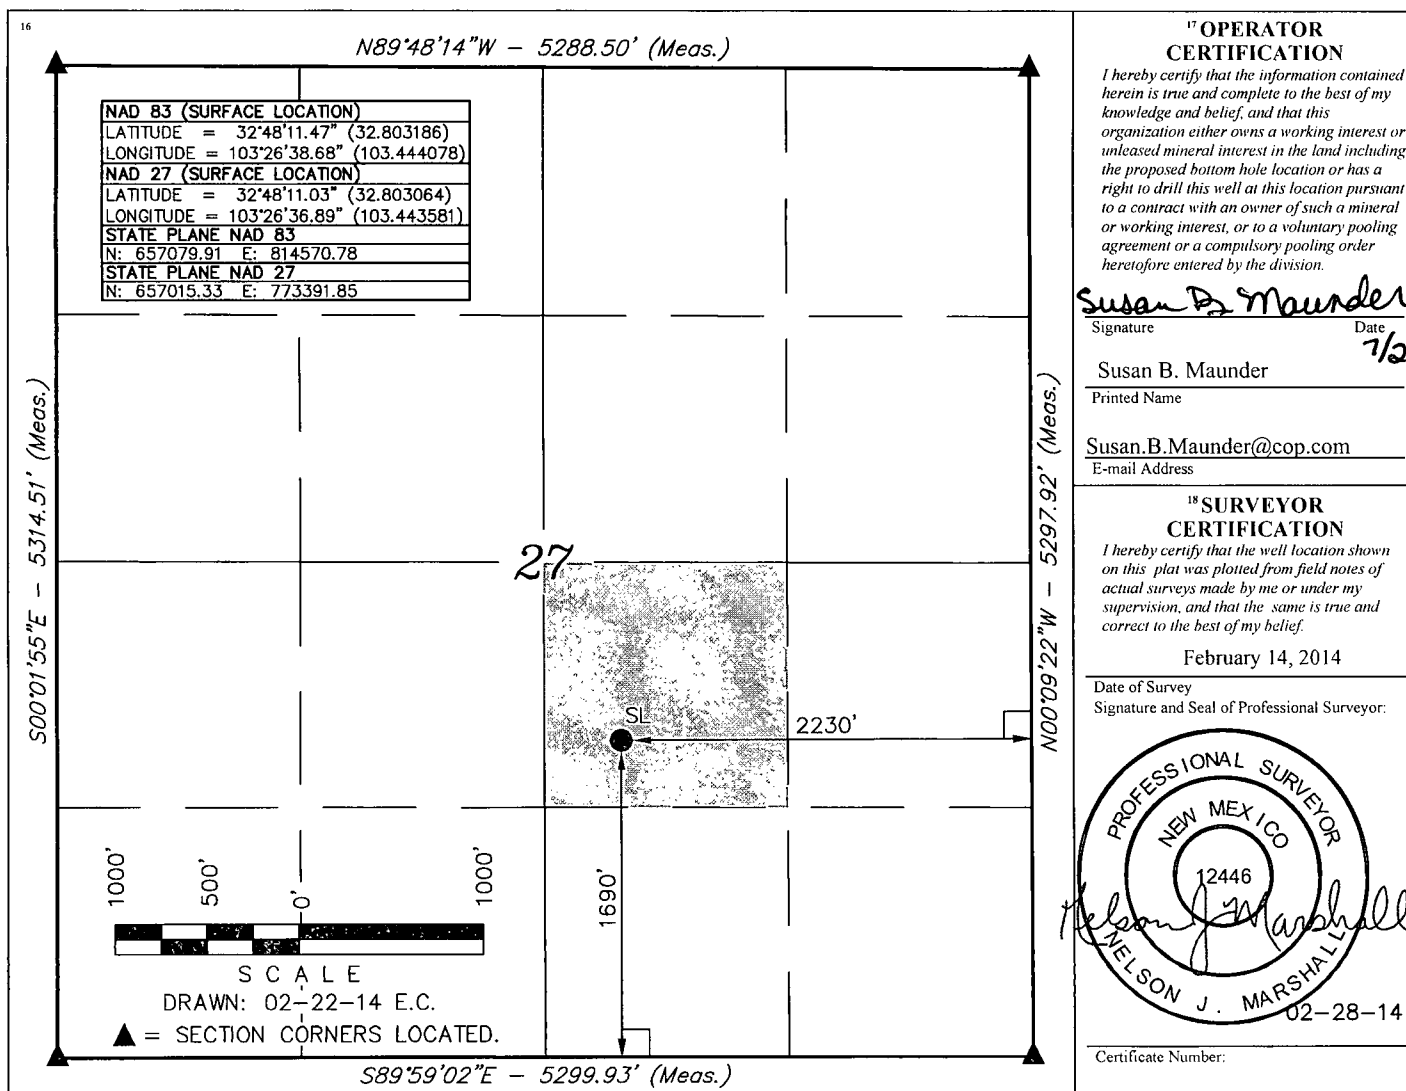 16
N89°48'14"W - 5288.50' (Meas.)
NAD 83 (SURFACE LOCATION)
LATITUDE = 32°48'11.47" (32.803186)
LONGITUDE = 103°26'38.68" (103.444078)
NAD 27 (SURFACE LOCATION)
LATITUDE = 32°48'11.03" (32.803064)
LONGITUDE = 103°26'36.89" (103.443581)
STATE PLANE NAD 83
N: 657079.91 E: 814570.78
STATE PLANE NAD 27
N: 657015.33 E: 773391.85
S00°01'55"E - 5314.51' (Meas.)
N00°09'22"W - 5297.92' (Meas.)
27
SL
2230'
1690'
1000'
500'
0'
1000'
SCALE
DRAWN: 02-22-14 E.C.
▲ = SECTION CORNERS LOCATED.
S89°59'02"E - 5299.93' (Meas.)
17 OPERATOR
CERTIFICATION
I hereby certify that the information contained
herein is true and complete to the best of my
knowledge and belief, and that this
organization either owns a working interest or
unleased mineral interest in the land including
the proposed bottom hole location or has a
right to drill this well at this location pursuant
to a contract with an owner of such a mineral
or working interest, or to a voluntary pooling
agreement or a compulsory pooling order
heretofore entered by the division.
Susan B. Maunder
Signature Date
7/2
Susan B. Maunder
Printed Name
Susan.B.Maunder@cop.com
E-mail Address
18 SURVEYOR
CERTIFICATION
I hereby certify that the well location shown
on this plat was plotted from field notes of
actual surveys made by me or under my
supervision, and that the same is true and
correct to the best of my belief.
February 14, 2014
Date of Survey
Signature and Seal of Professional Surveyor:
PROFESSIONAL SURVEYOR
NEW MEXICO
12446
Nelson J Marshall
NELSON J. MARSHALL
02-28-14
Certificate Number: